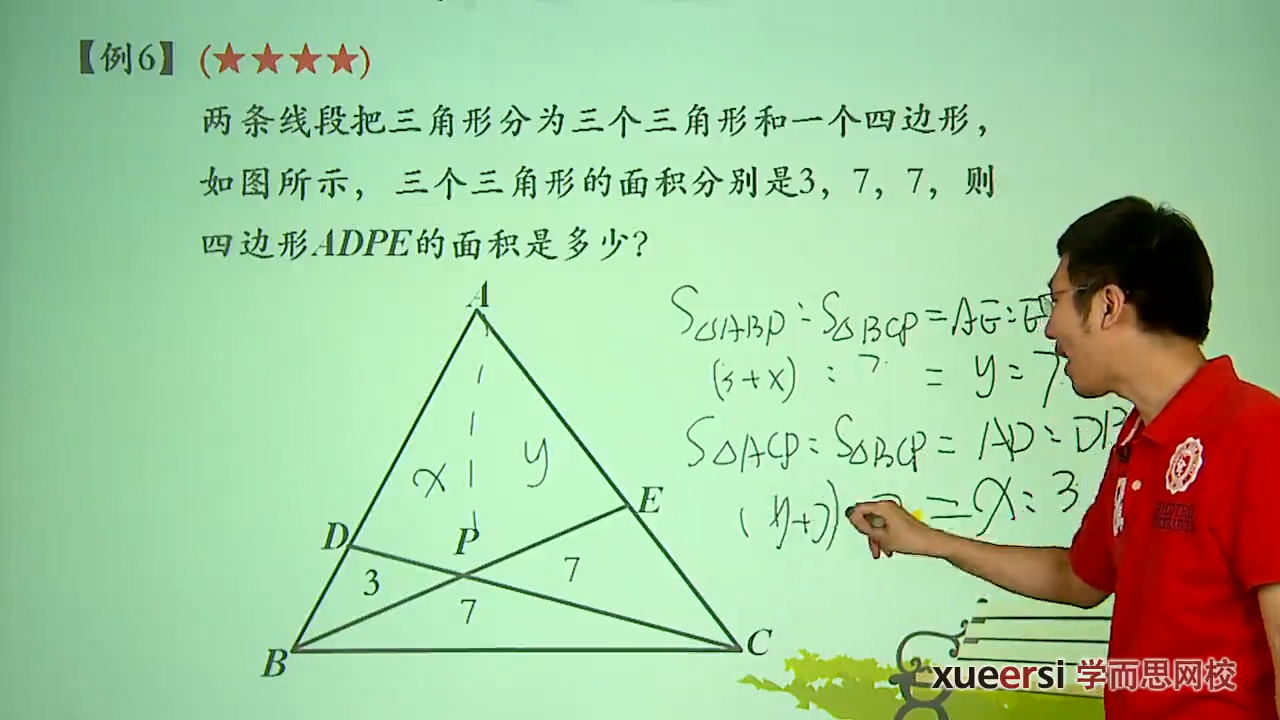 【例6】 (★★★★)
两条线段把三角形分为三个三角形和一个四边形，
如图所示， 三个三角形的面积分别是3，7，7，则
四边形ADPE的面积是多少？
A
S△ABP : S△BCP = AE :
(3+x) : 7 = y : 7
S△ACP : S△BCP = AD : DB
x
y
(y+7) = x : 3
D
P
E
3
7
7
B
C
xueersi 学而思网校